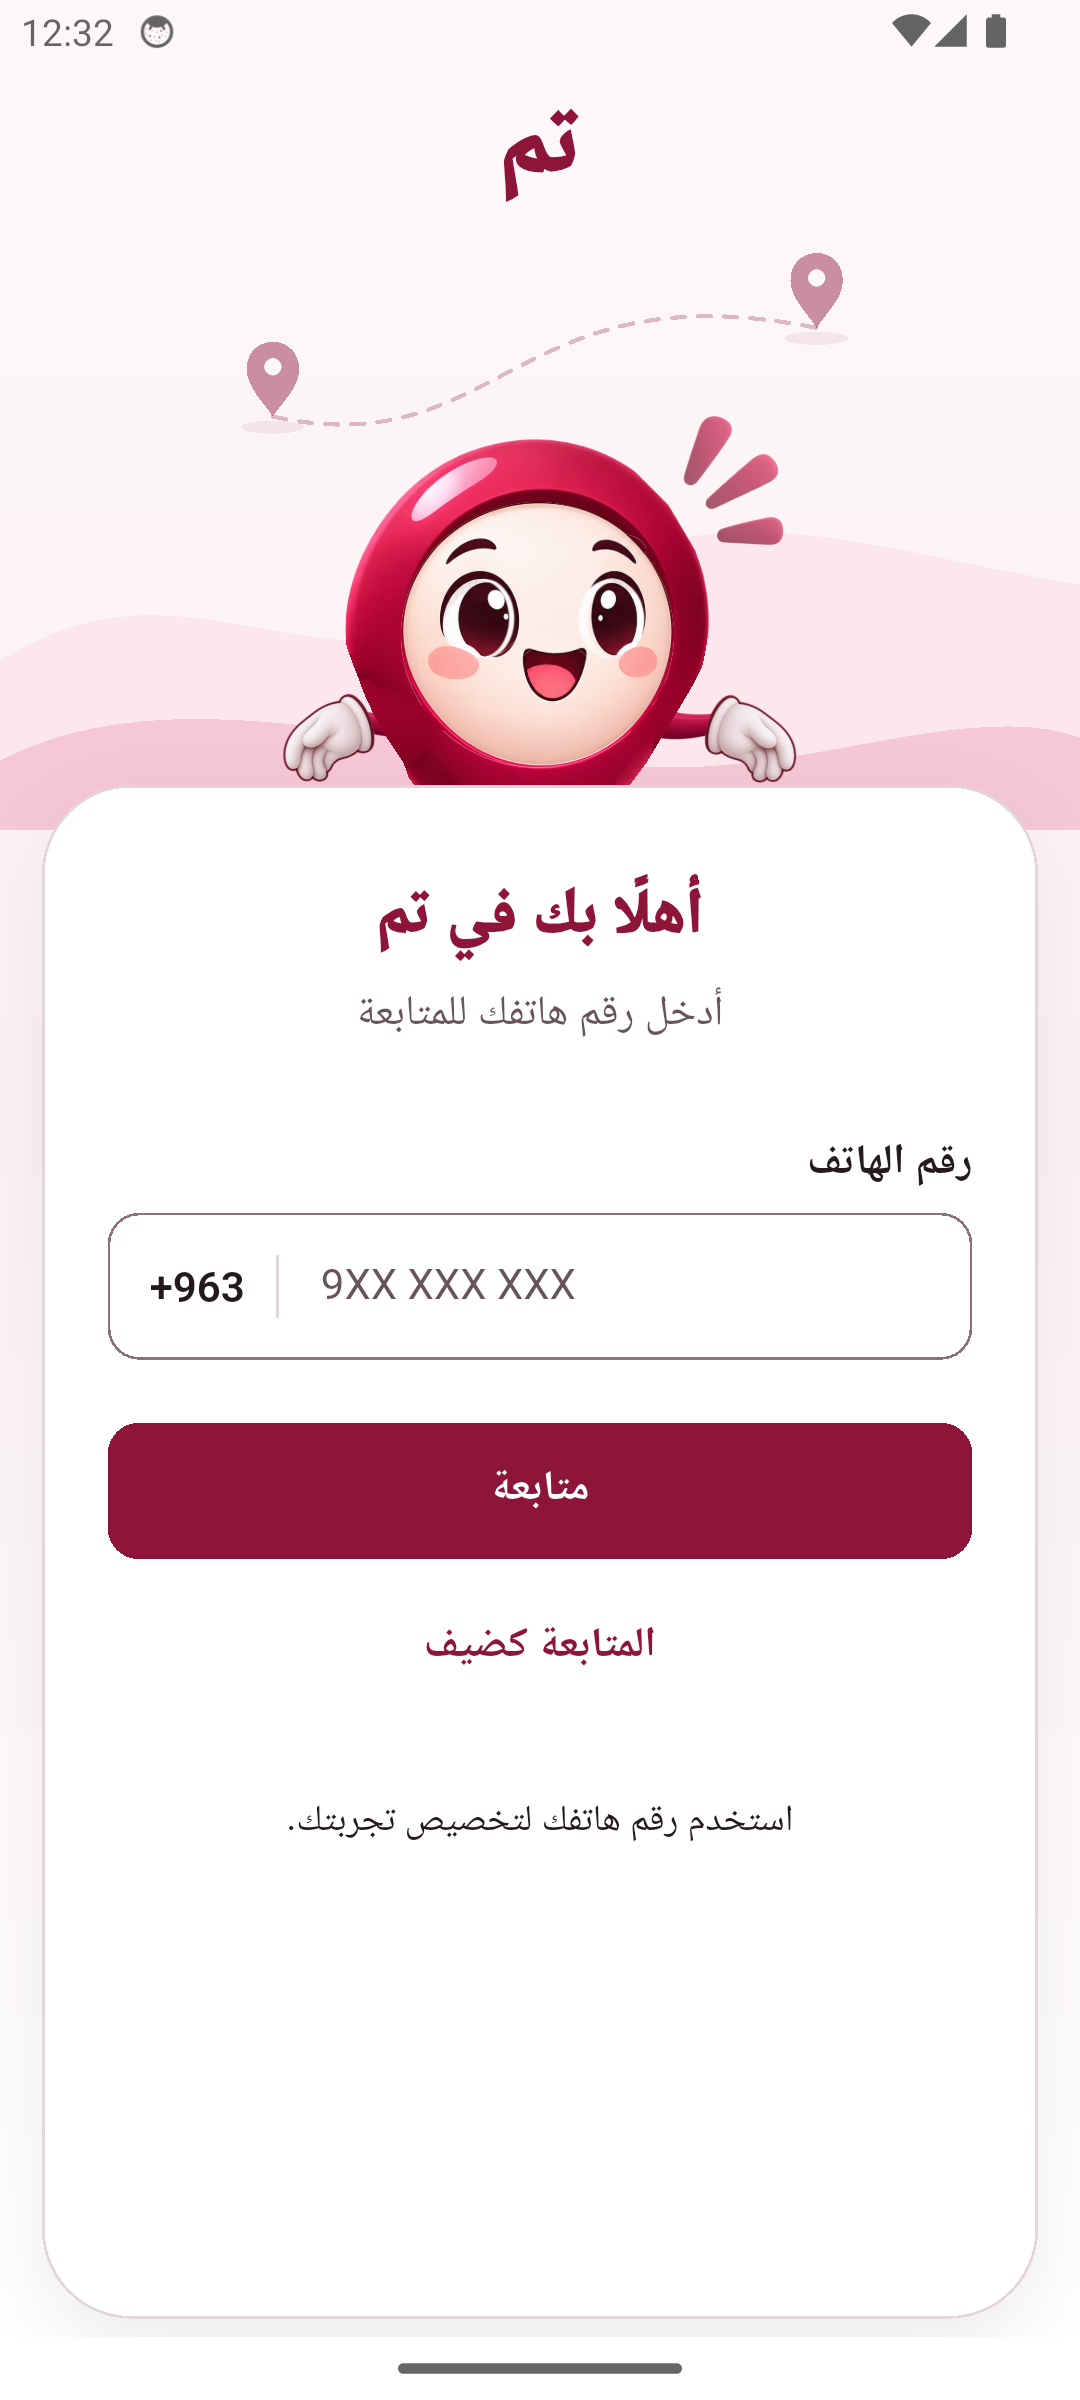 12:32
تم
أهلًا بك في تم
أدخل رقم هاتفك للمتابعة
رقم الهاتف
+963 9XX XXX XXX
متابعة
المتابعة كضيف
استخدم رقم هاتفك لتخصيص تجربتك.